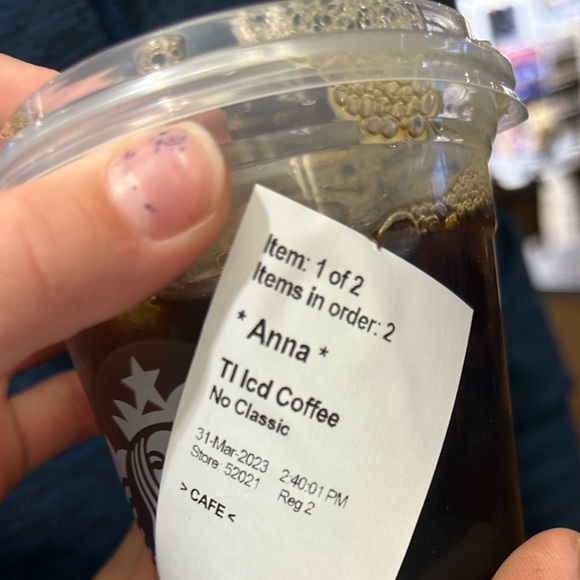 Item: 1 of 2
Items in order: 2
* Anna *
Tl Icd Coffee
No Classic
31-Mar-2023 2:40:01 PM
Store: 52021 Reg 2
> CAFE <